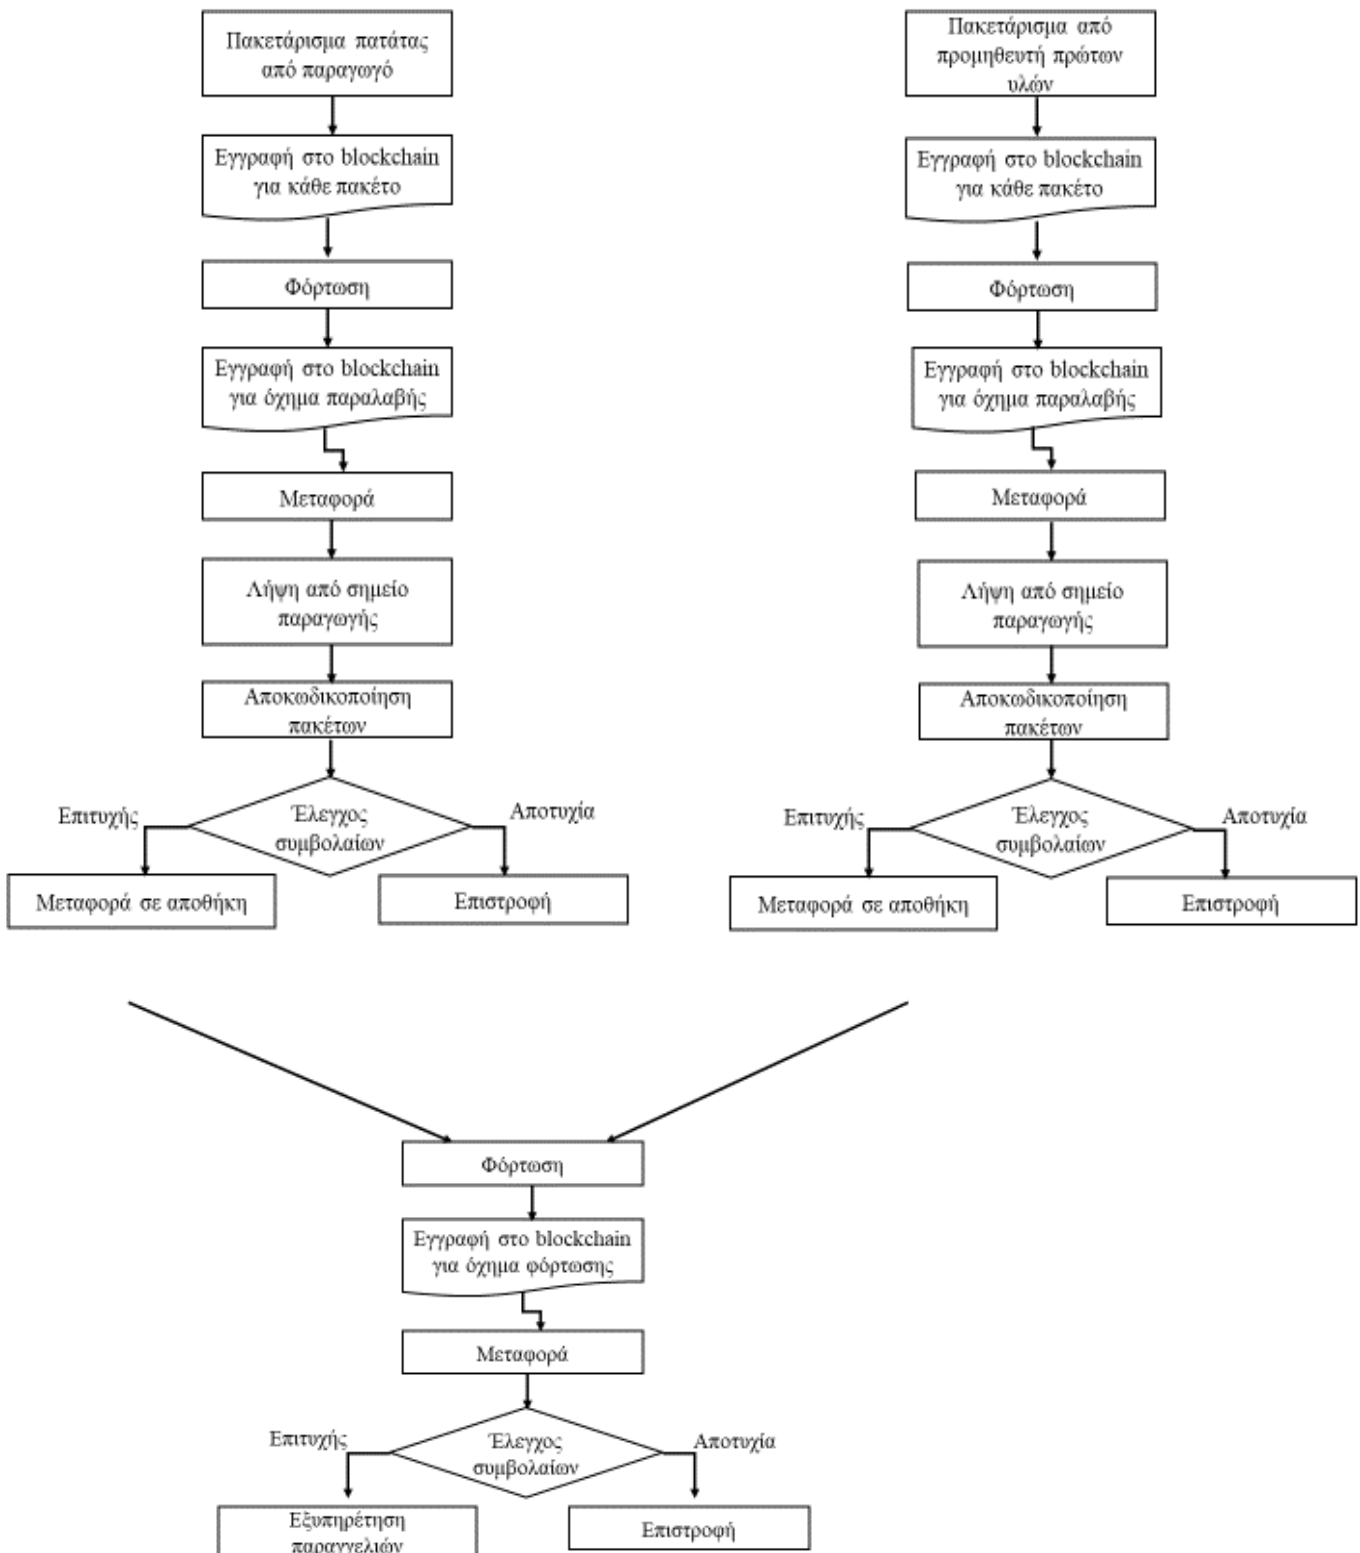 Πακετάρισμα πατάτας
από παραγωγό
Εγγραφή στο blockchain
για κάθε πακέτο
Φόρτωση
Εγγραφή στο blockchain
για όχημα παραλαβής
Μεταφορά
Λήψη από σημείο
παραγωγής
Αποκωδικοποίηση
πακέτων
Έλεγχος
συμβολαίων
Επιτυχής
Αποτυχία
Μεταφορά σε αποθήκη
Επιστροφή
Πακετάρισμα από
προμηθευτή πρώτων
υλών
Εγγραφή στο blockchain
για κάθε πακέτο
Φόρτωση
Εγγραφή στο blockchain
για όχημα παραλαβής
Μεταφορά
Λήψη από σημείο
παραγωγής
Αποκωδικοποίηση
πακέτων
Έλεγχος
συμβολαίων
Επιτυχής
Αποτυχία
Μεταφορά σε αποθήκη
Επιστροφή
Φόρτωση
Εγγραφή στο blockchain
για όχημα φόρτωσης
Μεταφορά
Έλεγχος
συμβολαίων
Επιτυχής
Αποτυχία
Εξυπηρέτηση
παραγγελιών
Επιστροφή